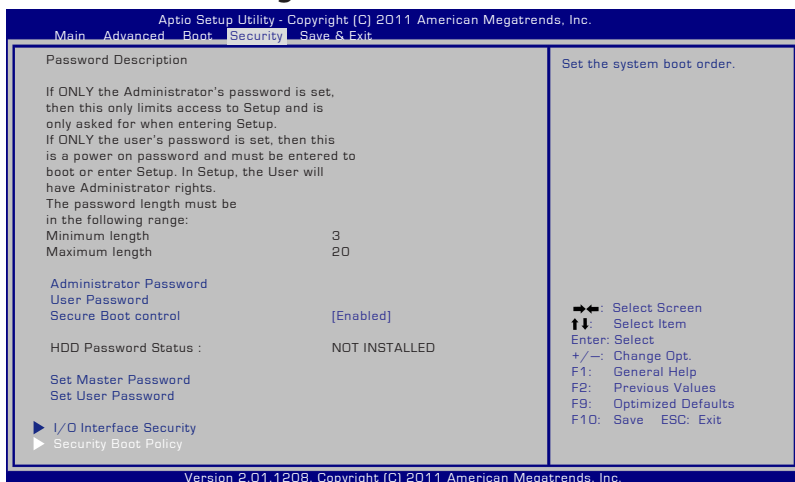 Aptio Setup Utility - Copyright (C) 2011 American Megatrends, Inc.
Main Advanced Boot Security Save & Exit
Password Description
If ONLY the Administrator's password is set,
then this only limits access to Setup and is
only asked for when entering Setup.
If ONLY the user's password is set, then this
is a power on password and must be entered to
boot or enter Setup. In Setup, the User will
have Administrator rights.
The password length must be
in the following range:
Minimum length 3
Maximum length 20
Administrator Password
User Password
Secure Boot control [Enabled]
HDD Password Status : NOT INSTALLED
Set Master Password
Set User Password
I/O Interface Security
Security Boot Policy
Set the system boot order.
→←: Select Screen
↑↓: Select Item
Enter: Select
+/—: Change Opt.
F1: General Help
F2: Previous Values
F9: Optimized Defaults
F10: Save ESC: Exit
Version 2.01.1208. Copyright (C) 2011 American Megatrends, Inc.